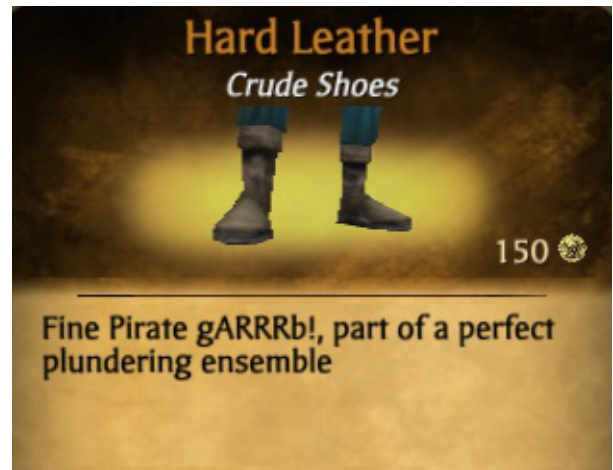 Hard Leather
Crude Shoes
150
Fine Pirate gARRRb!, part of a perfect
plundering ensemble